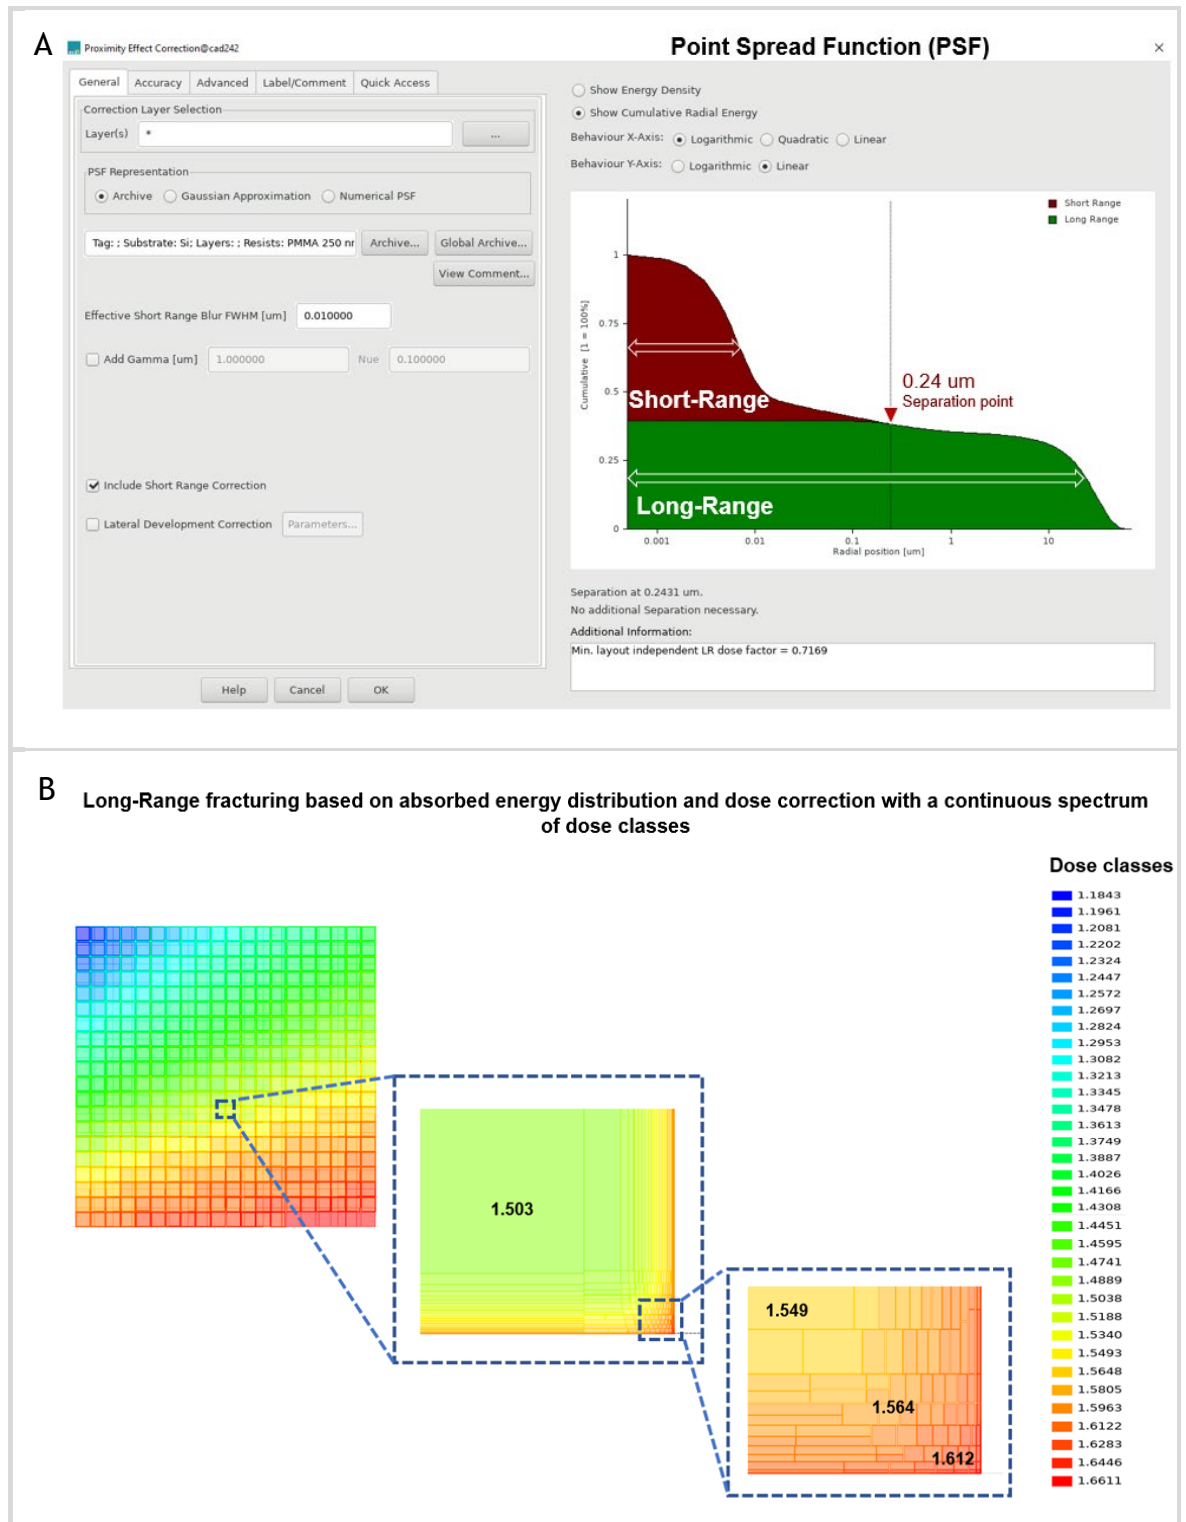 A
Proximity Effect Correction@cad242
Point Spread Function (PSF)
General Accuracy Advanced Label/Comment Quick Access
Correction Layer Selection
Layer(s) * ...
PSF Representation
Archive Gaussian Approximation Numerical PSF
Tag: ; Substrate: Si; Layers: ; Resists: PMMA 250 nr Archive... Global Archive...
View Comment...
Effective Short Range Blur FWHM [um] 0.010000
Add Gamma [um] 1.000000 Nue 0.100000
Include Short Range Correction
Lateral Development Correction Parameters...
Help Cancel OK
Show Energy Density
Show Cumulative Radial Energy
Behaviour X-Axis: Logarithmic Quadratic Linear
Behaviour Y-Axis: Logarithmic Linear
Short Range
Long Range
Cumulative [1 = 100%]
1
0.75
0.5
0.25
0
Short-Range
0.24 um
Separation point
Long-Range
0.001 0.01 0.1 1 10
Radial position [um]
Separation at 0.2431 um.
No additional Separation necessary.
Additional Information:
Min. layout independent LR dose factor = 0.7169
B
Long-Range fracturing based on absorbed energy distribution and dose correction with a continuous spectrum
of dose classes
1.503
1.549
1.564
1.612
Dose classes
1.1843
1.1961
1.2081
1.2202
1.2324
1.2447
1.2572
1.2697
1.2824
1.2953
1.3082
1.3213
1.3345
1.3478
1.3613
1.3749
1.3887
1.4026
1.4166
1.4308
1.4451
1.4595
1.4741
1.4889
1.5038
1.5188
1.5340
1.5493
1.5648
1.5805
1.5963
1.6122
1.6283
1.6446
1.6611